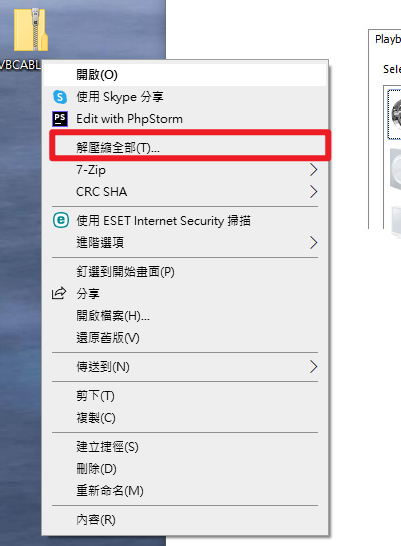 VBCABL
開啟(O)
使用 Skype 分享
PS
Edit with PhpStorm
解壓縮全部(T)...
7-Zip
CRC SHA
e
使用 ESET Internet Security 掃描
進階選項
釘選到開始畫面(P)
分享
開啟檔案(H)...
還原舊版(V)
傳送到(N)
剪下(T)
複製(C)
建立捷徑(S)
刪除(D)
重新命名(M)
內容(R)
Playb
Sele